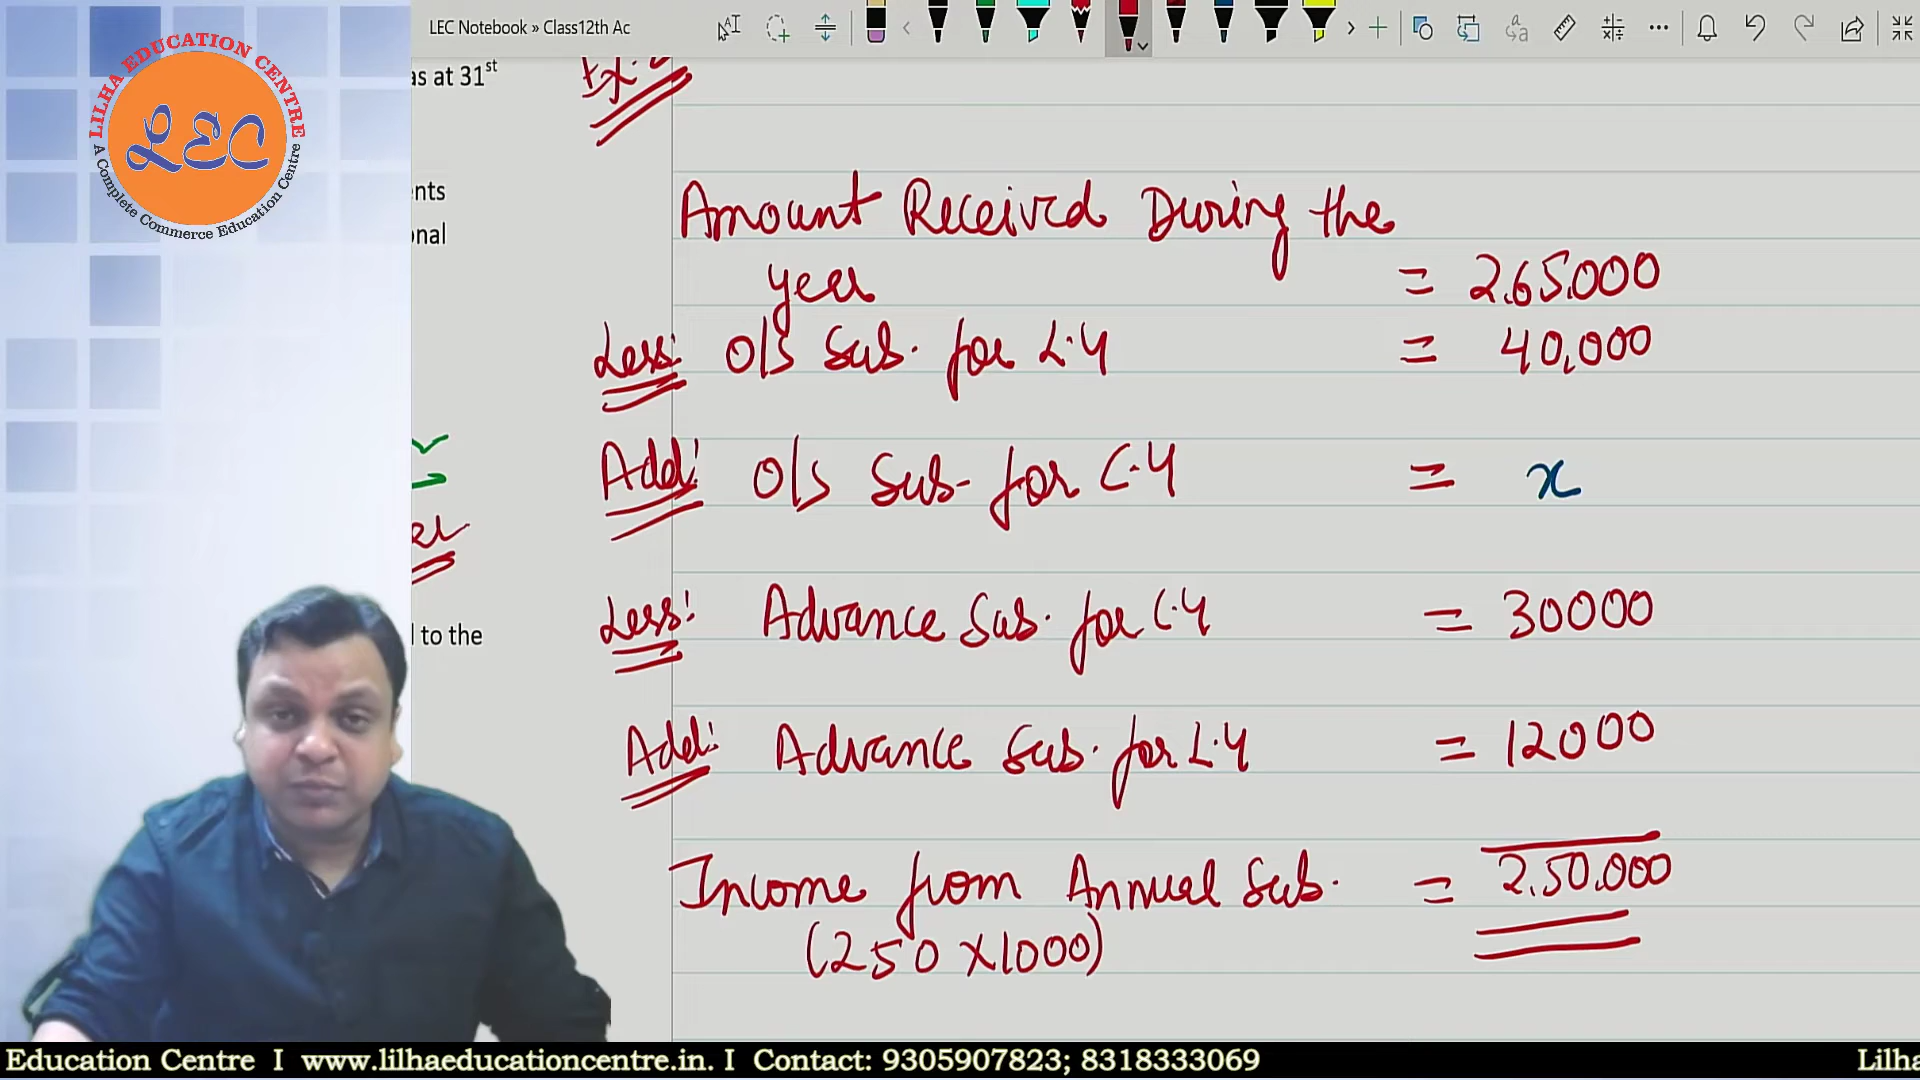 LEC Notebook » Class12th Ac
LILHA EDUCATION CENTRE
LEC
A Complete Commerce Education Centre
as at 31st
nts
onal
to the
Amount Received During the
year = 2,65,000
Less: O/s Sub. for L.Y = 40,000
Add: O/s Sub. for C.Y = x
Less: Advance Sub. for C.Y = 30000
Add: Advance Sub. for L.Y = 12000
Income from Annual Sub. = 2,50,000
(250 x 1000)
Education Centre I www.lilhaeducationcentre.in. I Contact: 9305907823; 8318333069 Lilha